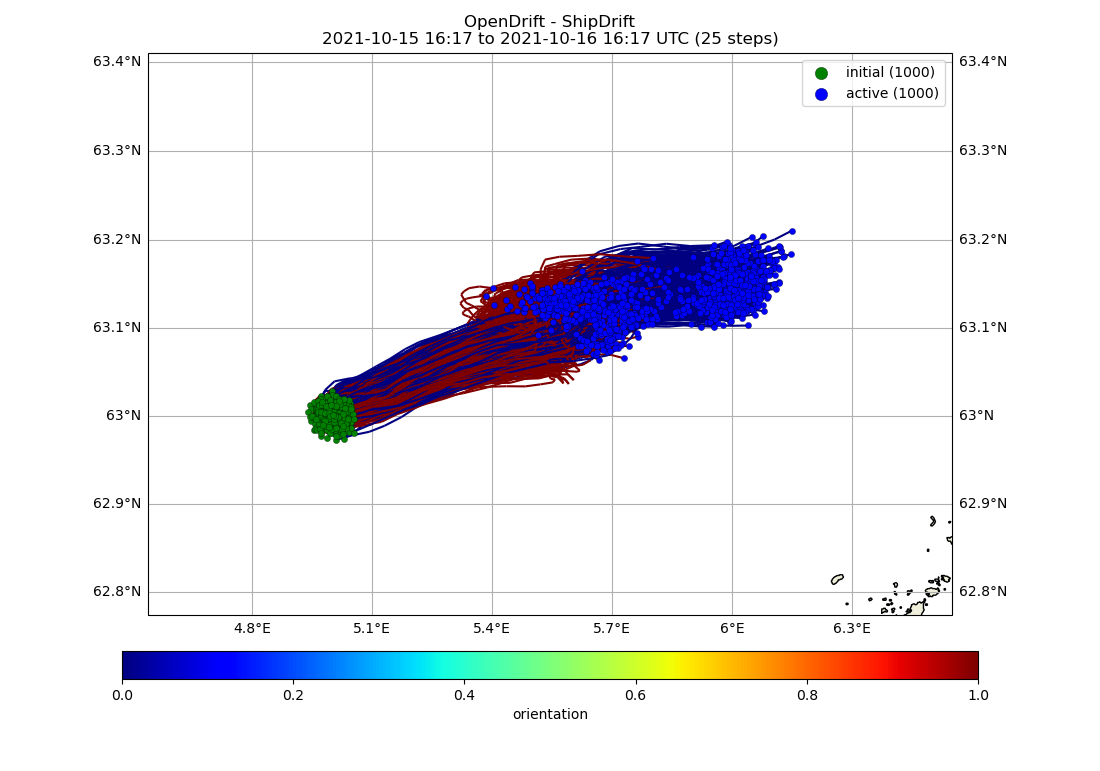 OpenDrift - ShipDrift
2021-10-15 16:17 to 2021-10-16 16:17 UTC (25 steps)
initial (1000)
active (1000)
63.4°N 63.4°N
63.3°N 63.3°N
63.2°N 63.2°N
63.1°N 63.1°N
63°N 63°N
62.9°N 62.9°N
62.8°N 62.8°N
4.8°E 5.1°E 5.4°E 5.7°E 6°E 6.3°E
0.0 0.2 0.4 0.6 0.8 1.0
orientation